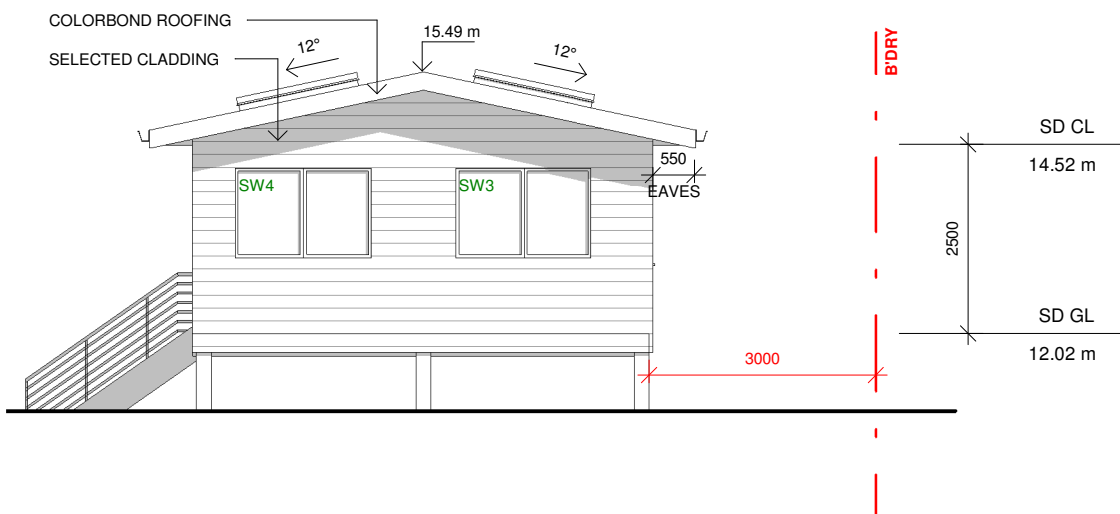 COLORBOND ROOFING
15.49 m
12°
12°
SELECTED CLADDING
B'DRY
SD CL
14.52 m
550
EAVES
SW4
SW3
2500
SD GL
12.02 m
3000